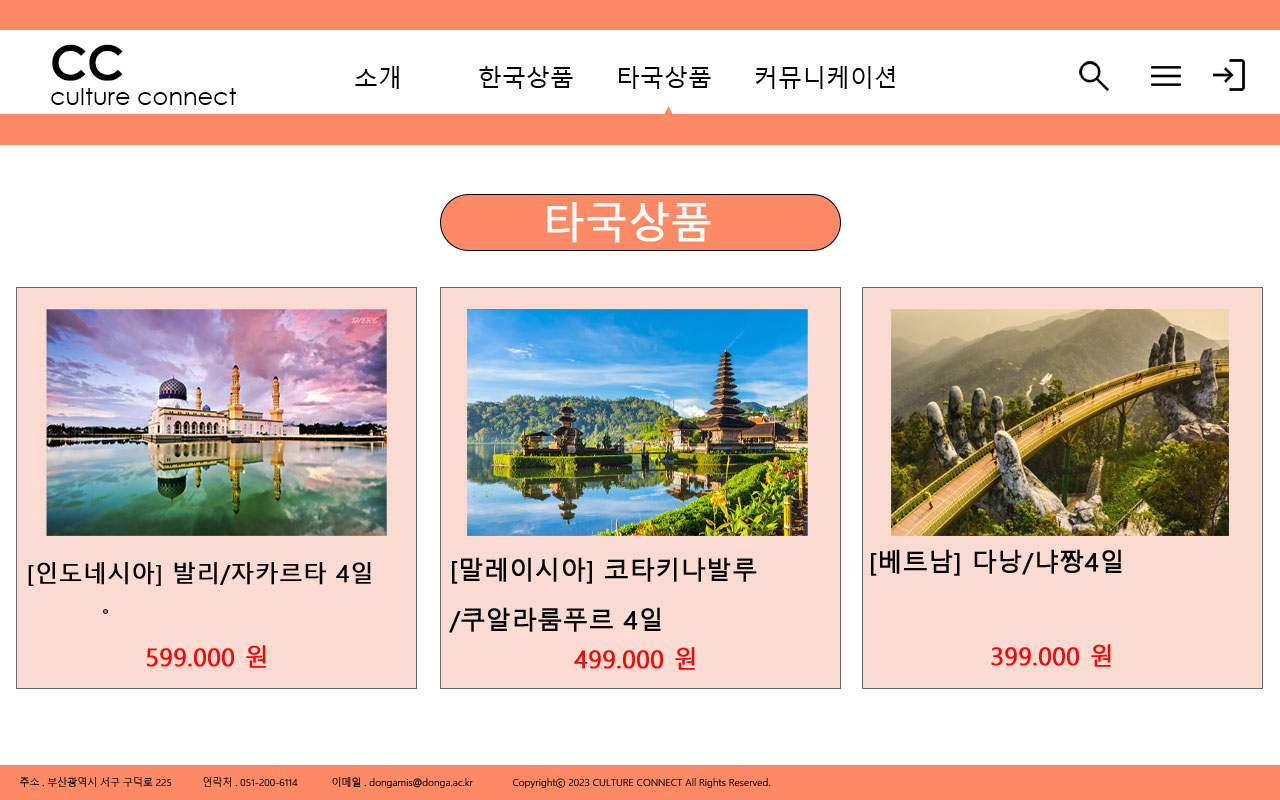 CC
culture connect
소개 한국상품 타국상품 커뮤니케이션
타국상품
[인도네시아] 발리/자카르타 4일
599.000 원
[말레이시아] 코타키나발루
/쿠알라룸푸르 4일
499.000 원
[베트남] 다낭/냐짱4일
399.000 원
주소 . 부산광역시 서구 구덕로 225 연락처 . 051-200-6114 이메일 . dongamis@donga.ac.kr Copyrightⓒ 2023 CULTURE CONNECT All Rights Reserved.